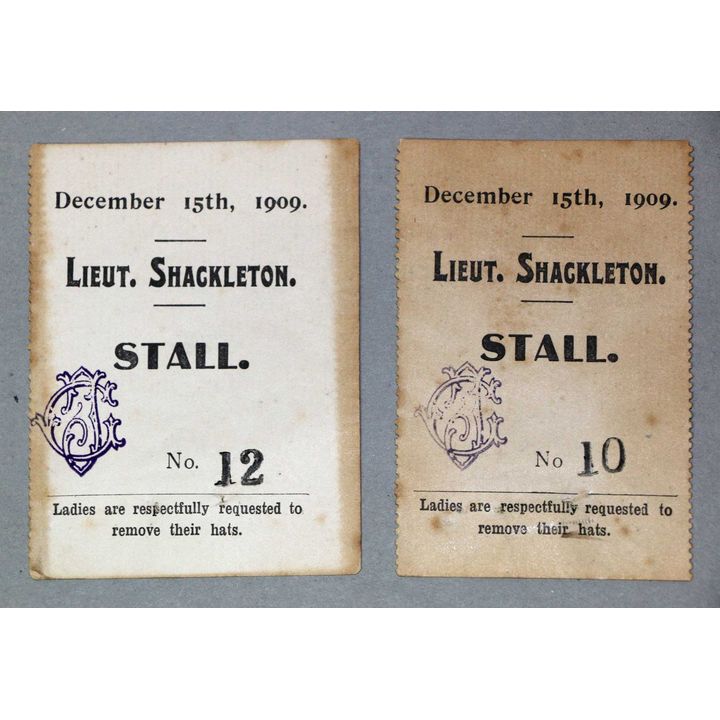 December 15th, 1909.
LIEUT. SHACKLETON.
STALL.
No. 12
Ladies are respectfully requested to
remove their hats.
December 15th, 1909.
LIEUT. SHACKLETON.
STALL.
No 10
Ladies are respectfully requested to
remove their hats.